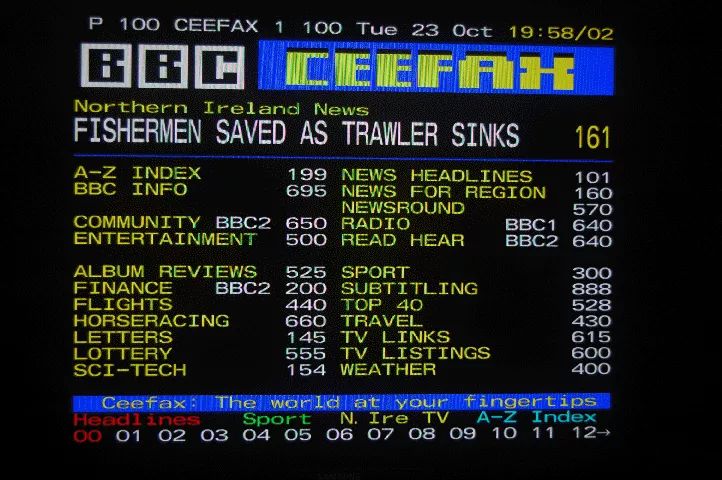 P 100 CEEFAX 1 100 Tue 23 Oct 19:58/02
BBC CEEFAX
Northern Ireland News
FISHERMEN SAVED AS TRAWLER SINKS 161
A-Z INDEX 199 NEWS HEADLINES 101
BBC INFO 695 NEWS FOR REGION 160
NEWSROUND 570
COMMUNITY BBC2 650 RADIO BBC1 640
ENTERTAINMENT 500 READ HEAR BBC2 640
ALBUM REVIEWS 525 SPORT 300
FINANCE BBC2 200 SUBTITLING 888
FLIGHTS 440 TOP 40 528
HORSERACING 660 TRAVEL 430
LETTERS 145 TV LINKS 615
LOTTERY 555 TV LISTINGS 600
SCI-TECH 154 WEATHER 400
Ceefax: The world at your fingertips
Headlines Sport N. Ire TV A-Z Index
00 01 02 03 04 05 06 07 08 09 10 11 12→